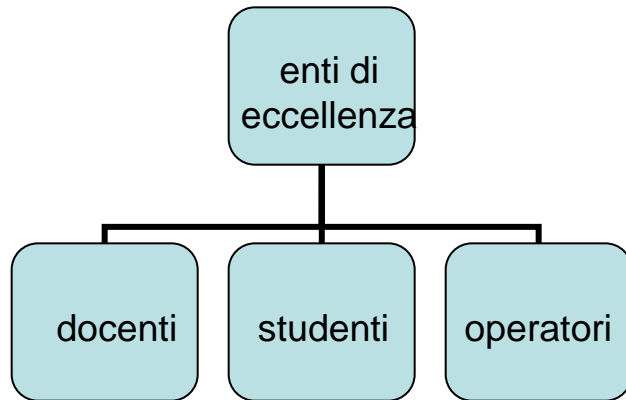 enti di
eccellenza
docenti
studenti
operatori